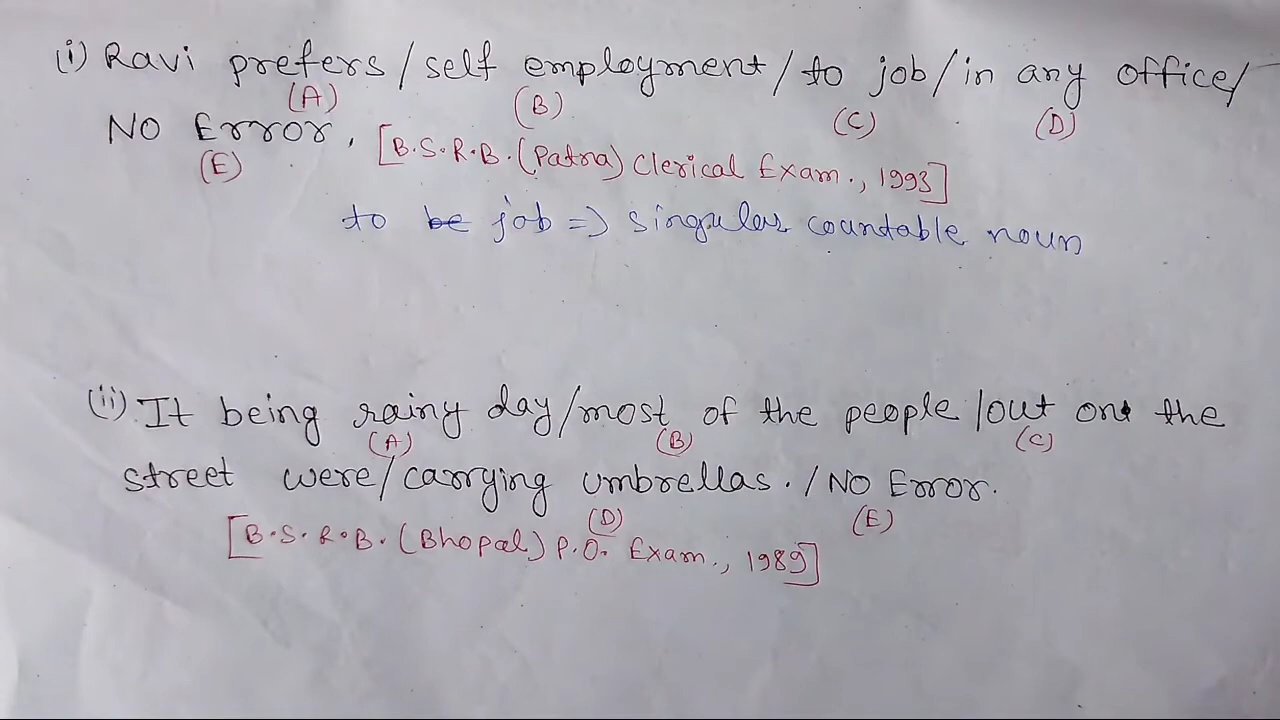 (i) Ravi prefers / self employment / to job / in any office /
(A) (B) (C) (D)
No Error.
(E) [B.S.R.B. (Patna) Clerical Exam., 1993]
to be job => singular countable noun
(ii) It being rainy day / most of the people / out on the
(A) (B) (C)
street were / carrying umbrellas. / No Error.
(D) (E)
[B.S.R.B. (Bhopal) P.O. Exam., 1989]